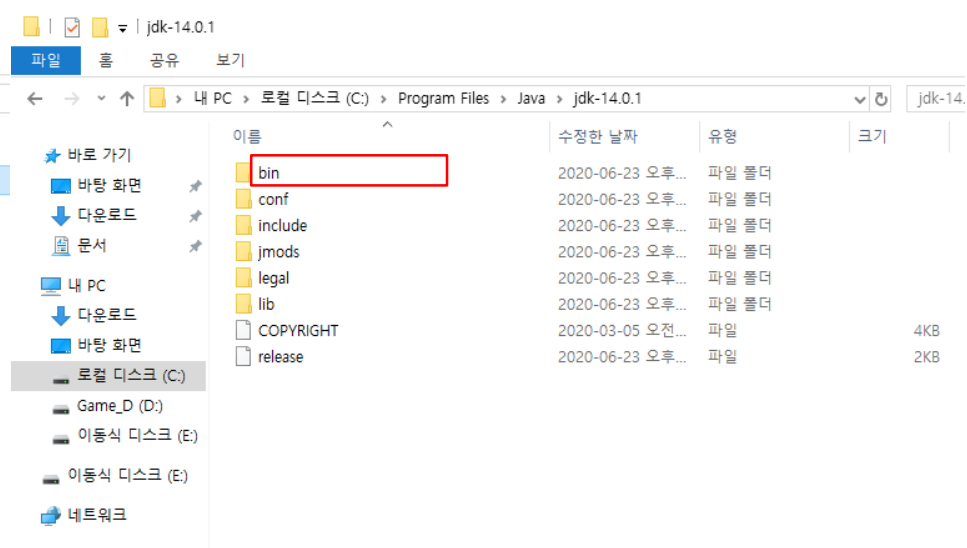 jdk-14.0.1
파일 홈 공유 보기
내 PC 로컬 디스크 (C:) Program Files Java jdk-14.0.1 jdk-14.
이름 수정한 날짜 유형 크기
바로 가기
바탕 화면
다운로드
문서
내 PC
다운로드
바탕 화면
로컬 디스크 (C:)
Game_D (D:)
이동식 디스크 (E:)
이동식 디스크 (E:)
네트워크
bin 2020-06-23 오후... 파일 폴더
conf 2020-06-23 오후... 파일 폴더
include 2020-06-23 오후... 파일 폴더
jmods 2020-06-23 오후... 파일 폴더
legal 2020-06-23 오후... 파일 폴더
lib 2020-06-23 오후... 파일 폴더
COPYRIGHT 2020-03-05 오전... 파일 4KB
release 2020-06-23 오후... 파일 2KB